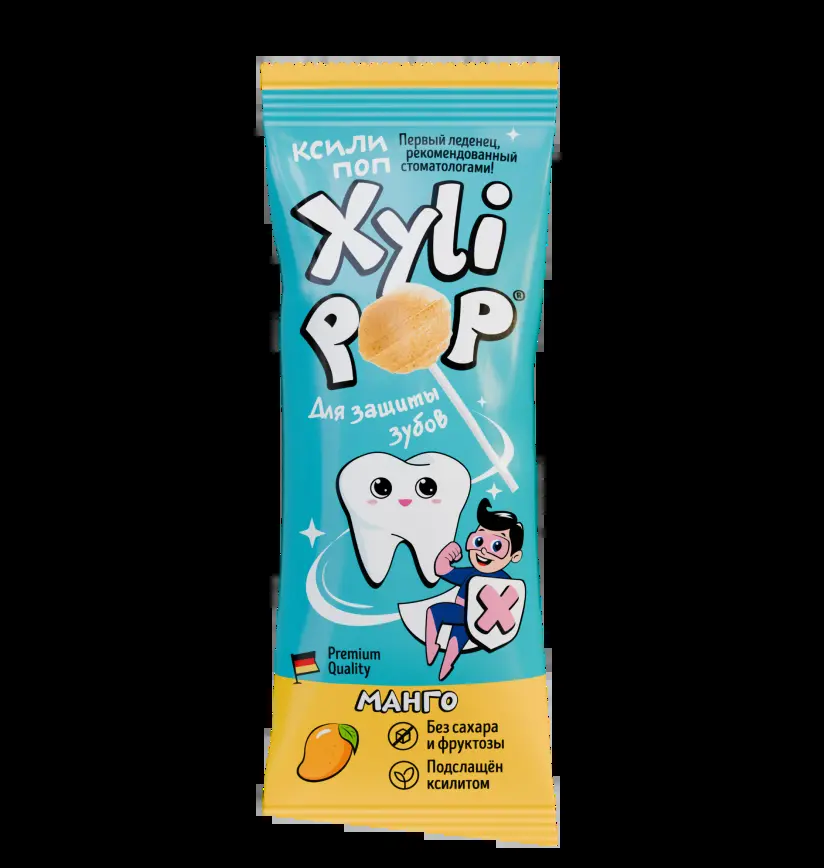 ксили
поп
Первый леденец,
рекомендованный
стоматологами!
Xyli
POP®
Для защиты
зубов
X
Premium
Quality
МАНГО
Без сахара
и фруктозы
Подслащён
ксилитом